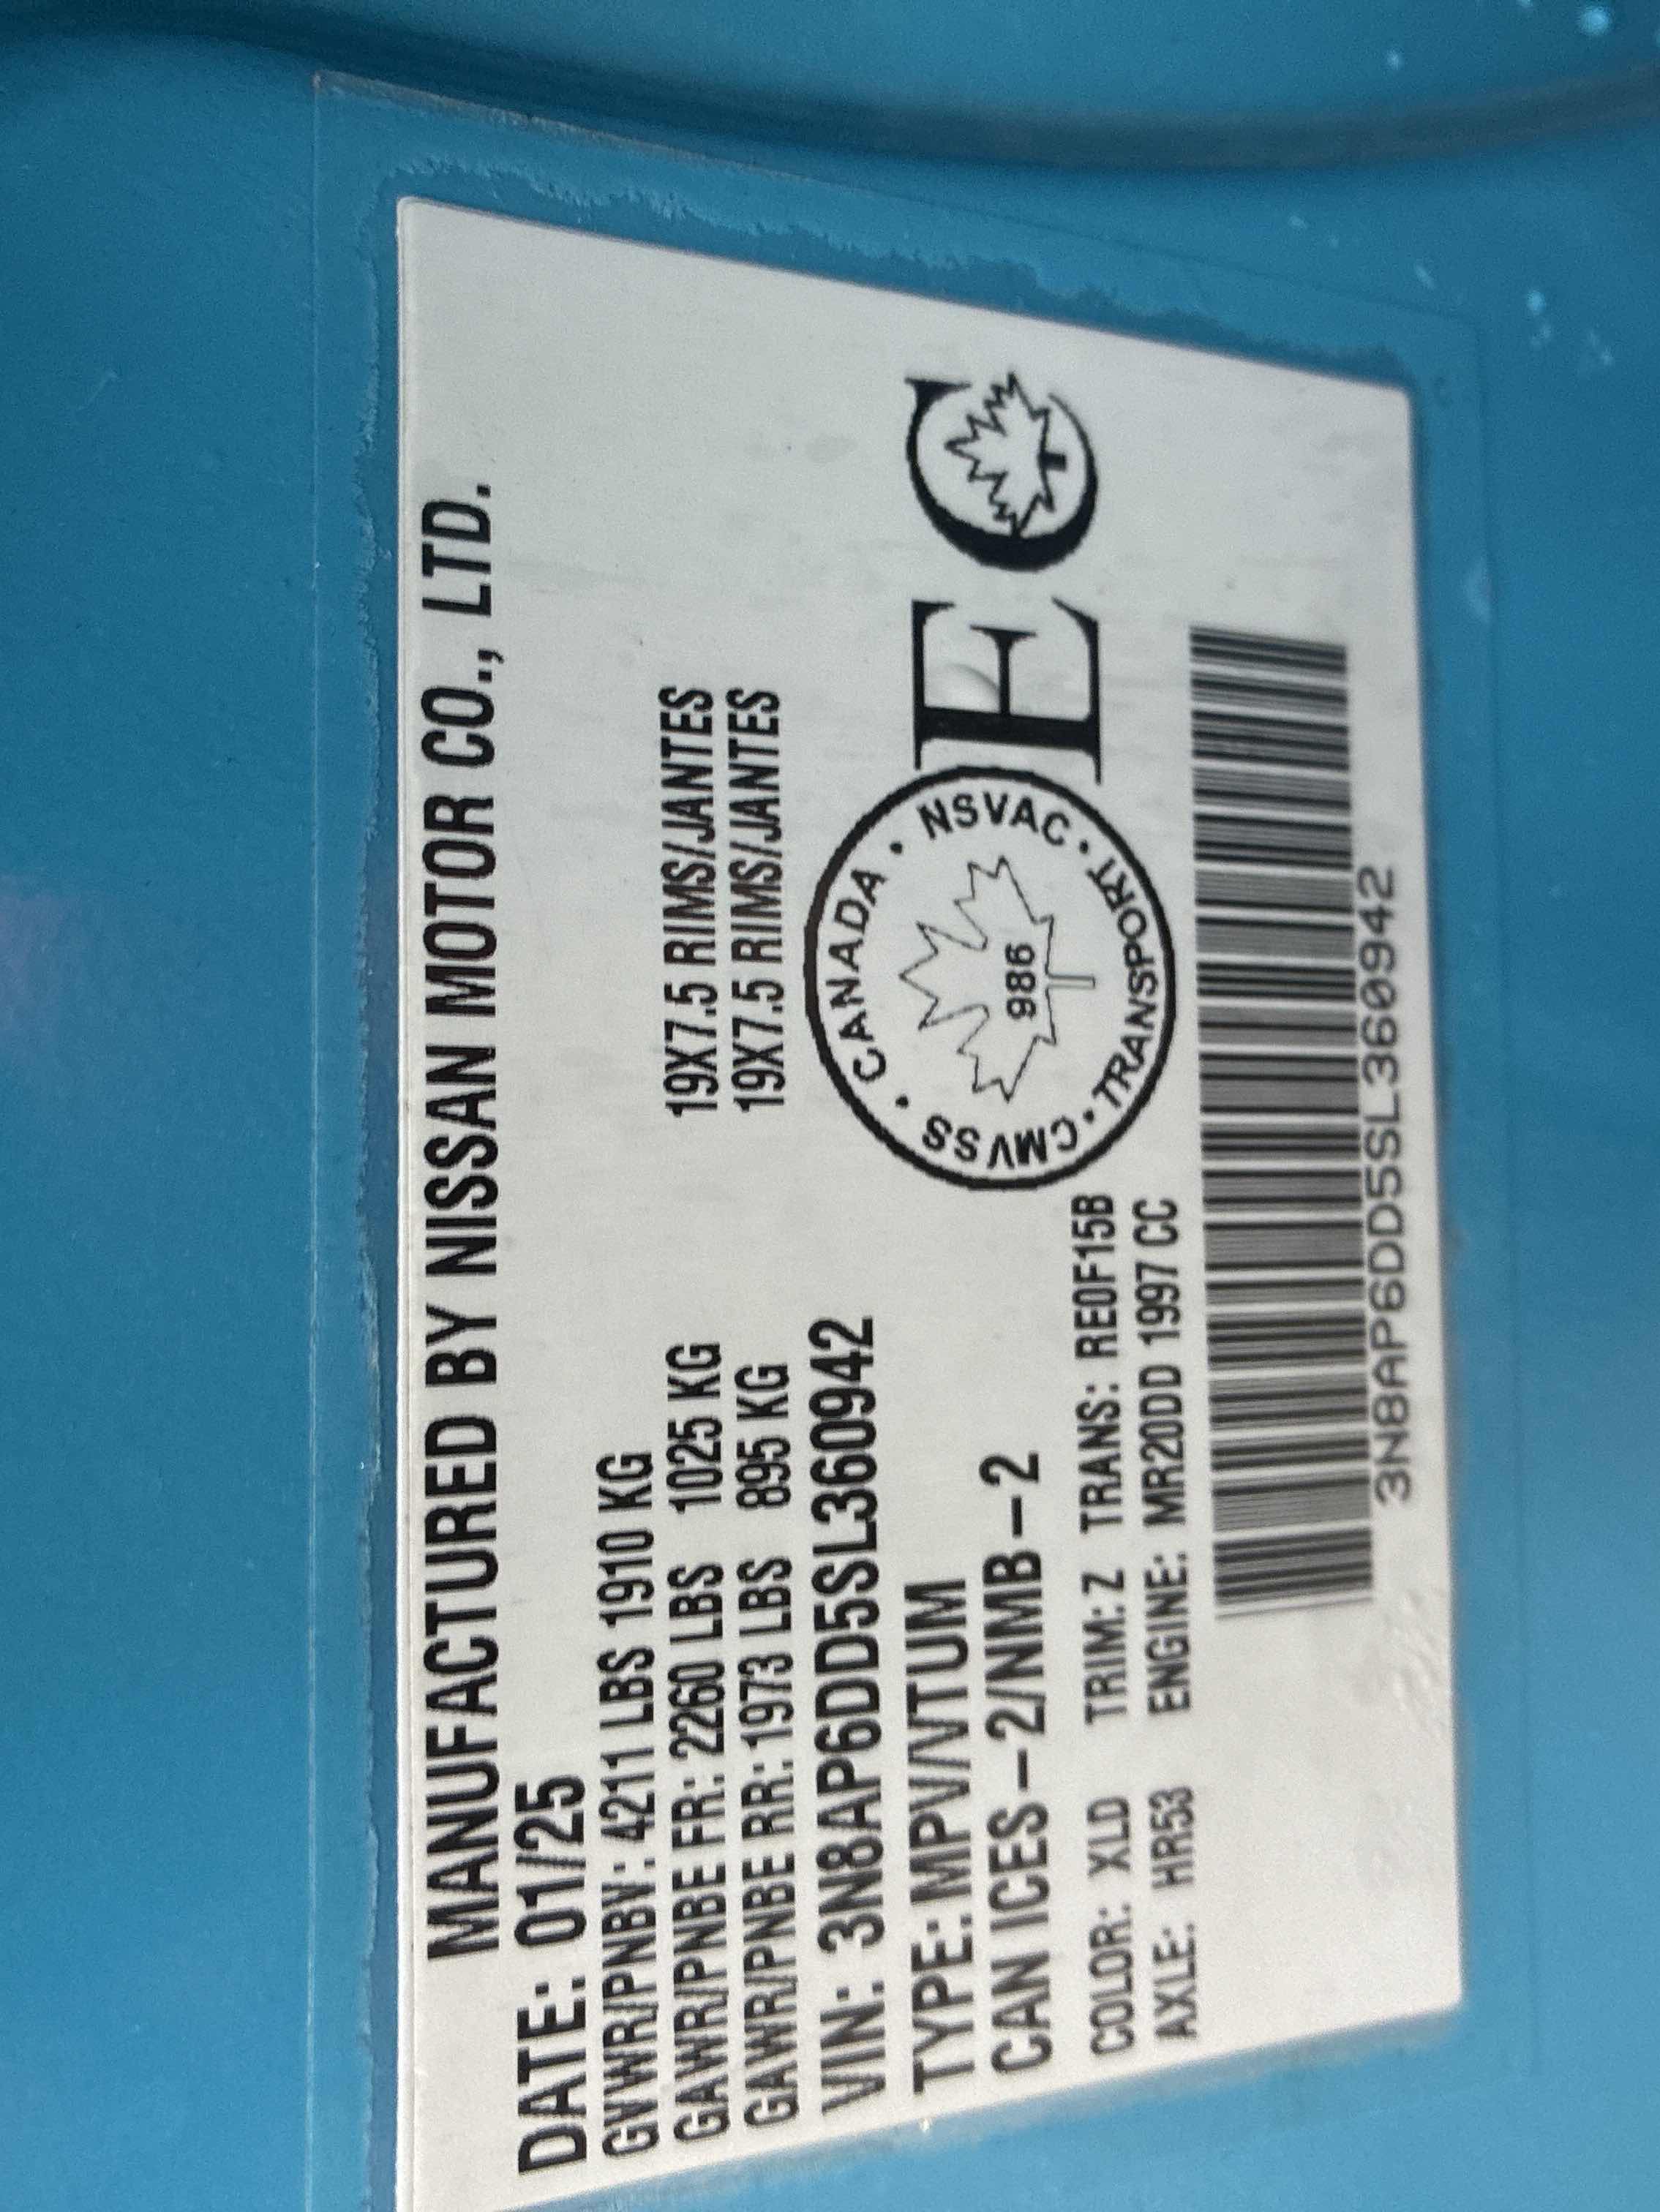 MANUFACTURED BY NISSAN MOTOR CO., LTD.
DATE: 01/25
GVWR/PNBV: 4211 LBS 1910 KG
GAWR/PNBE FR: 2260 LBS 1025 KG 19X7.5 RIMS/JANTES
GAWR/PNBE RR: 1973 LBS 895 KG 19X7.5 RIMS/JANTES
VIN: 3N8AP6DD5SL360942
TYPE: MPV/VTUM
CAN ICES-2/NMB-2
COLOR: XLD TRIM: Z TRANS: RE0F15B
AXLE: HR53 ENGINE: MR20DD 1997 CC
CANADA • NSVAC • TRANSPORT • CMVSS •
986
E C
3N8AP6DD5SL360942